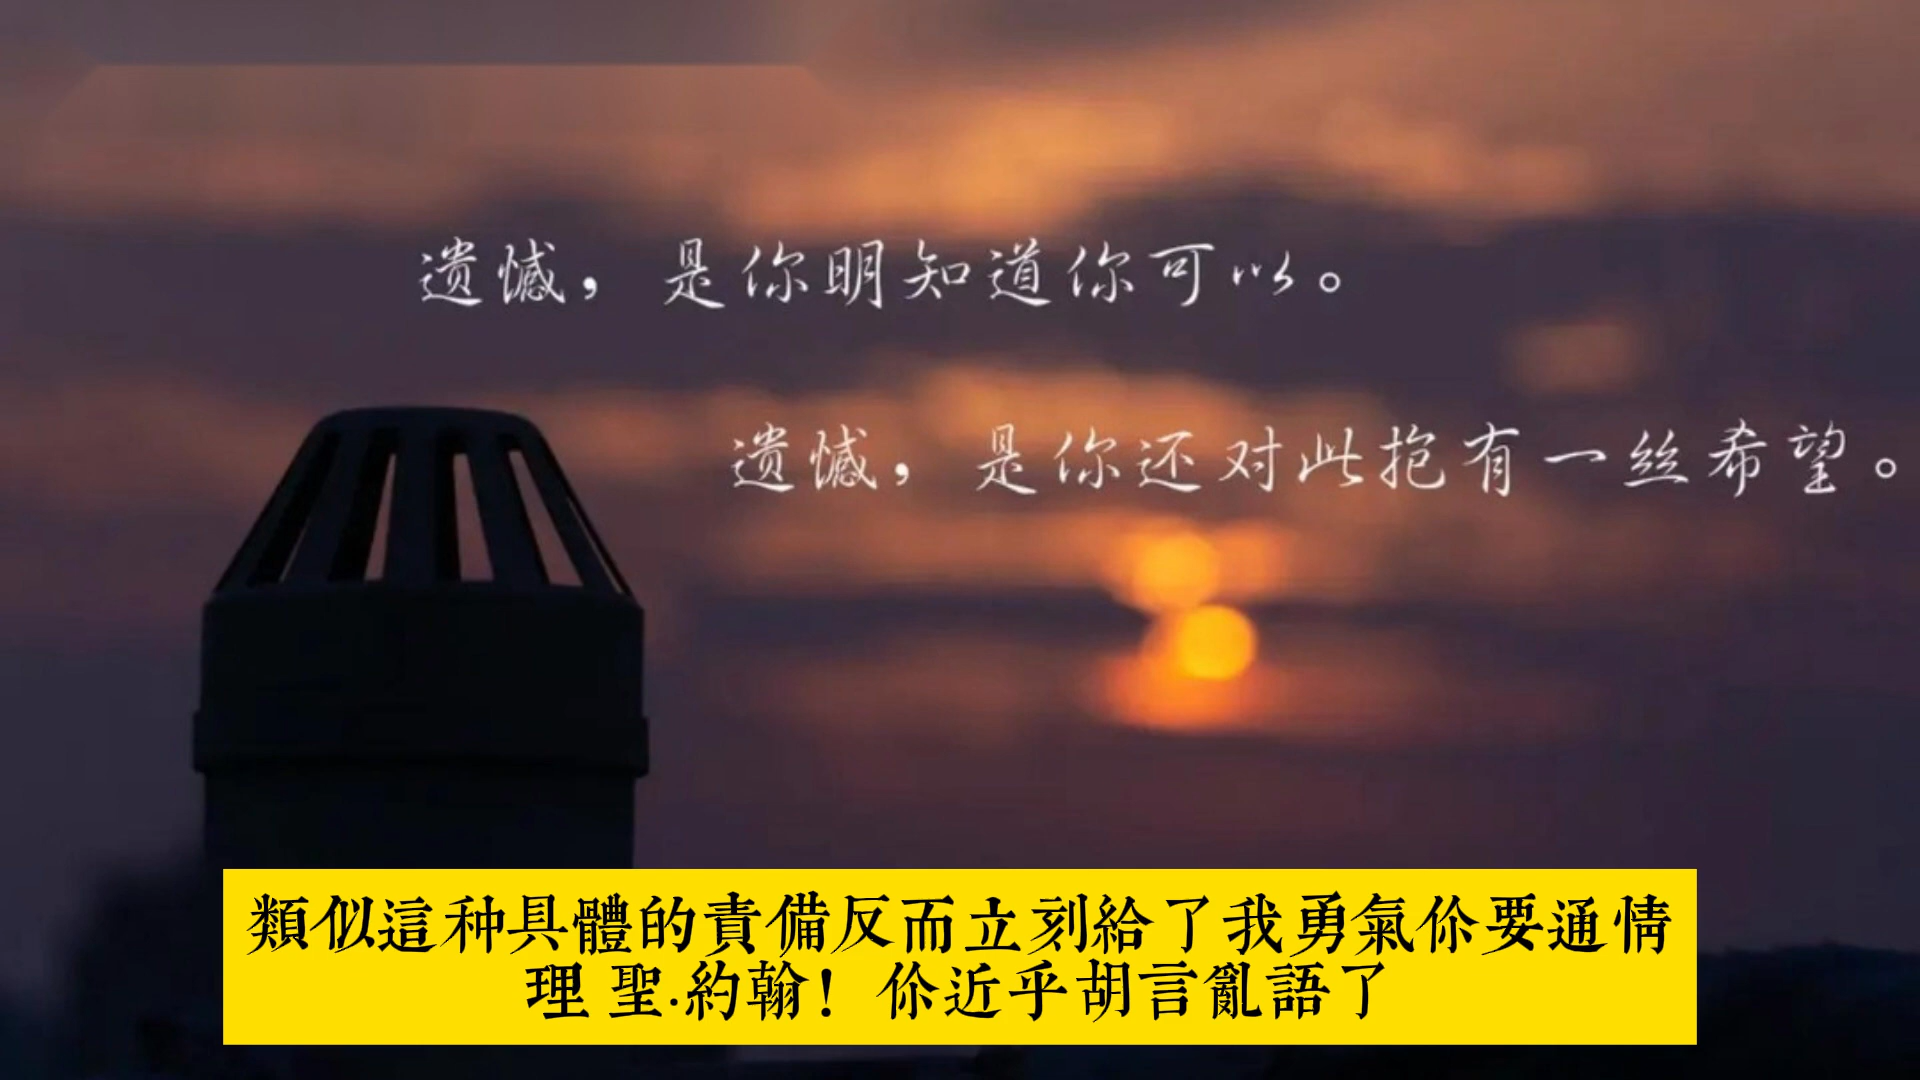 遗憾，是你明知道你可以。
遗憾，是你还对此抱有一丝希望。
類似這种具體的責備反而立刻給了我勇氣伱要通情
理 聖.約翰！伱近乎胡言亂語了